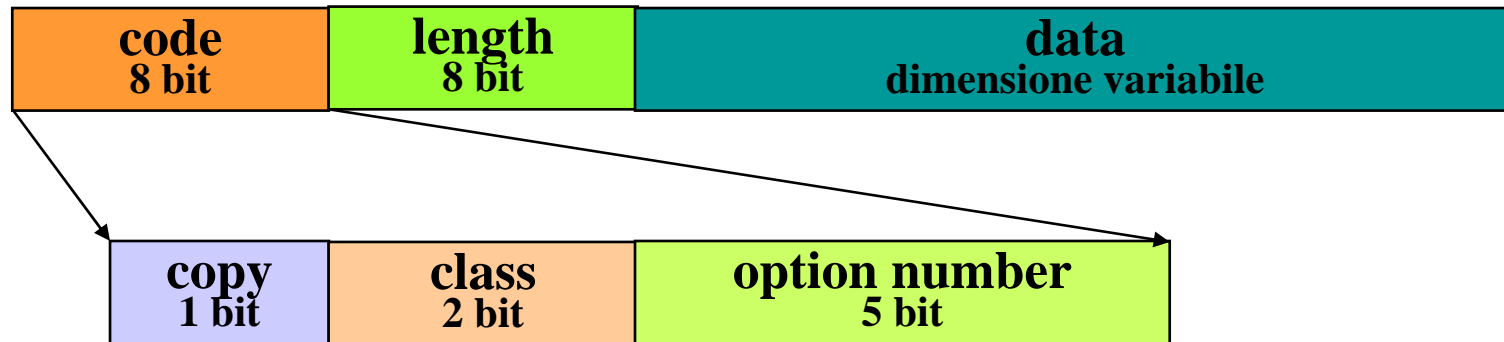 code
8 bit
length
8 bit
data
dimensione variabile
copy
1 bit
class
2 bit
option number
5 bit